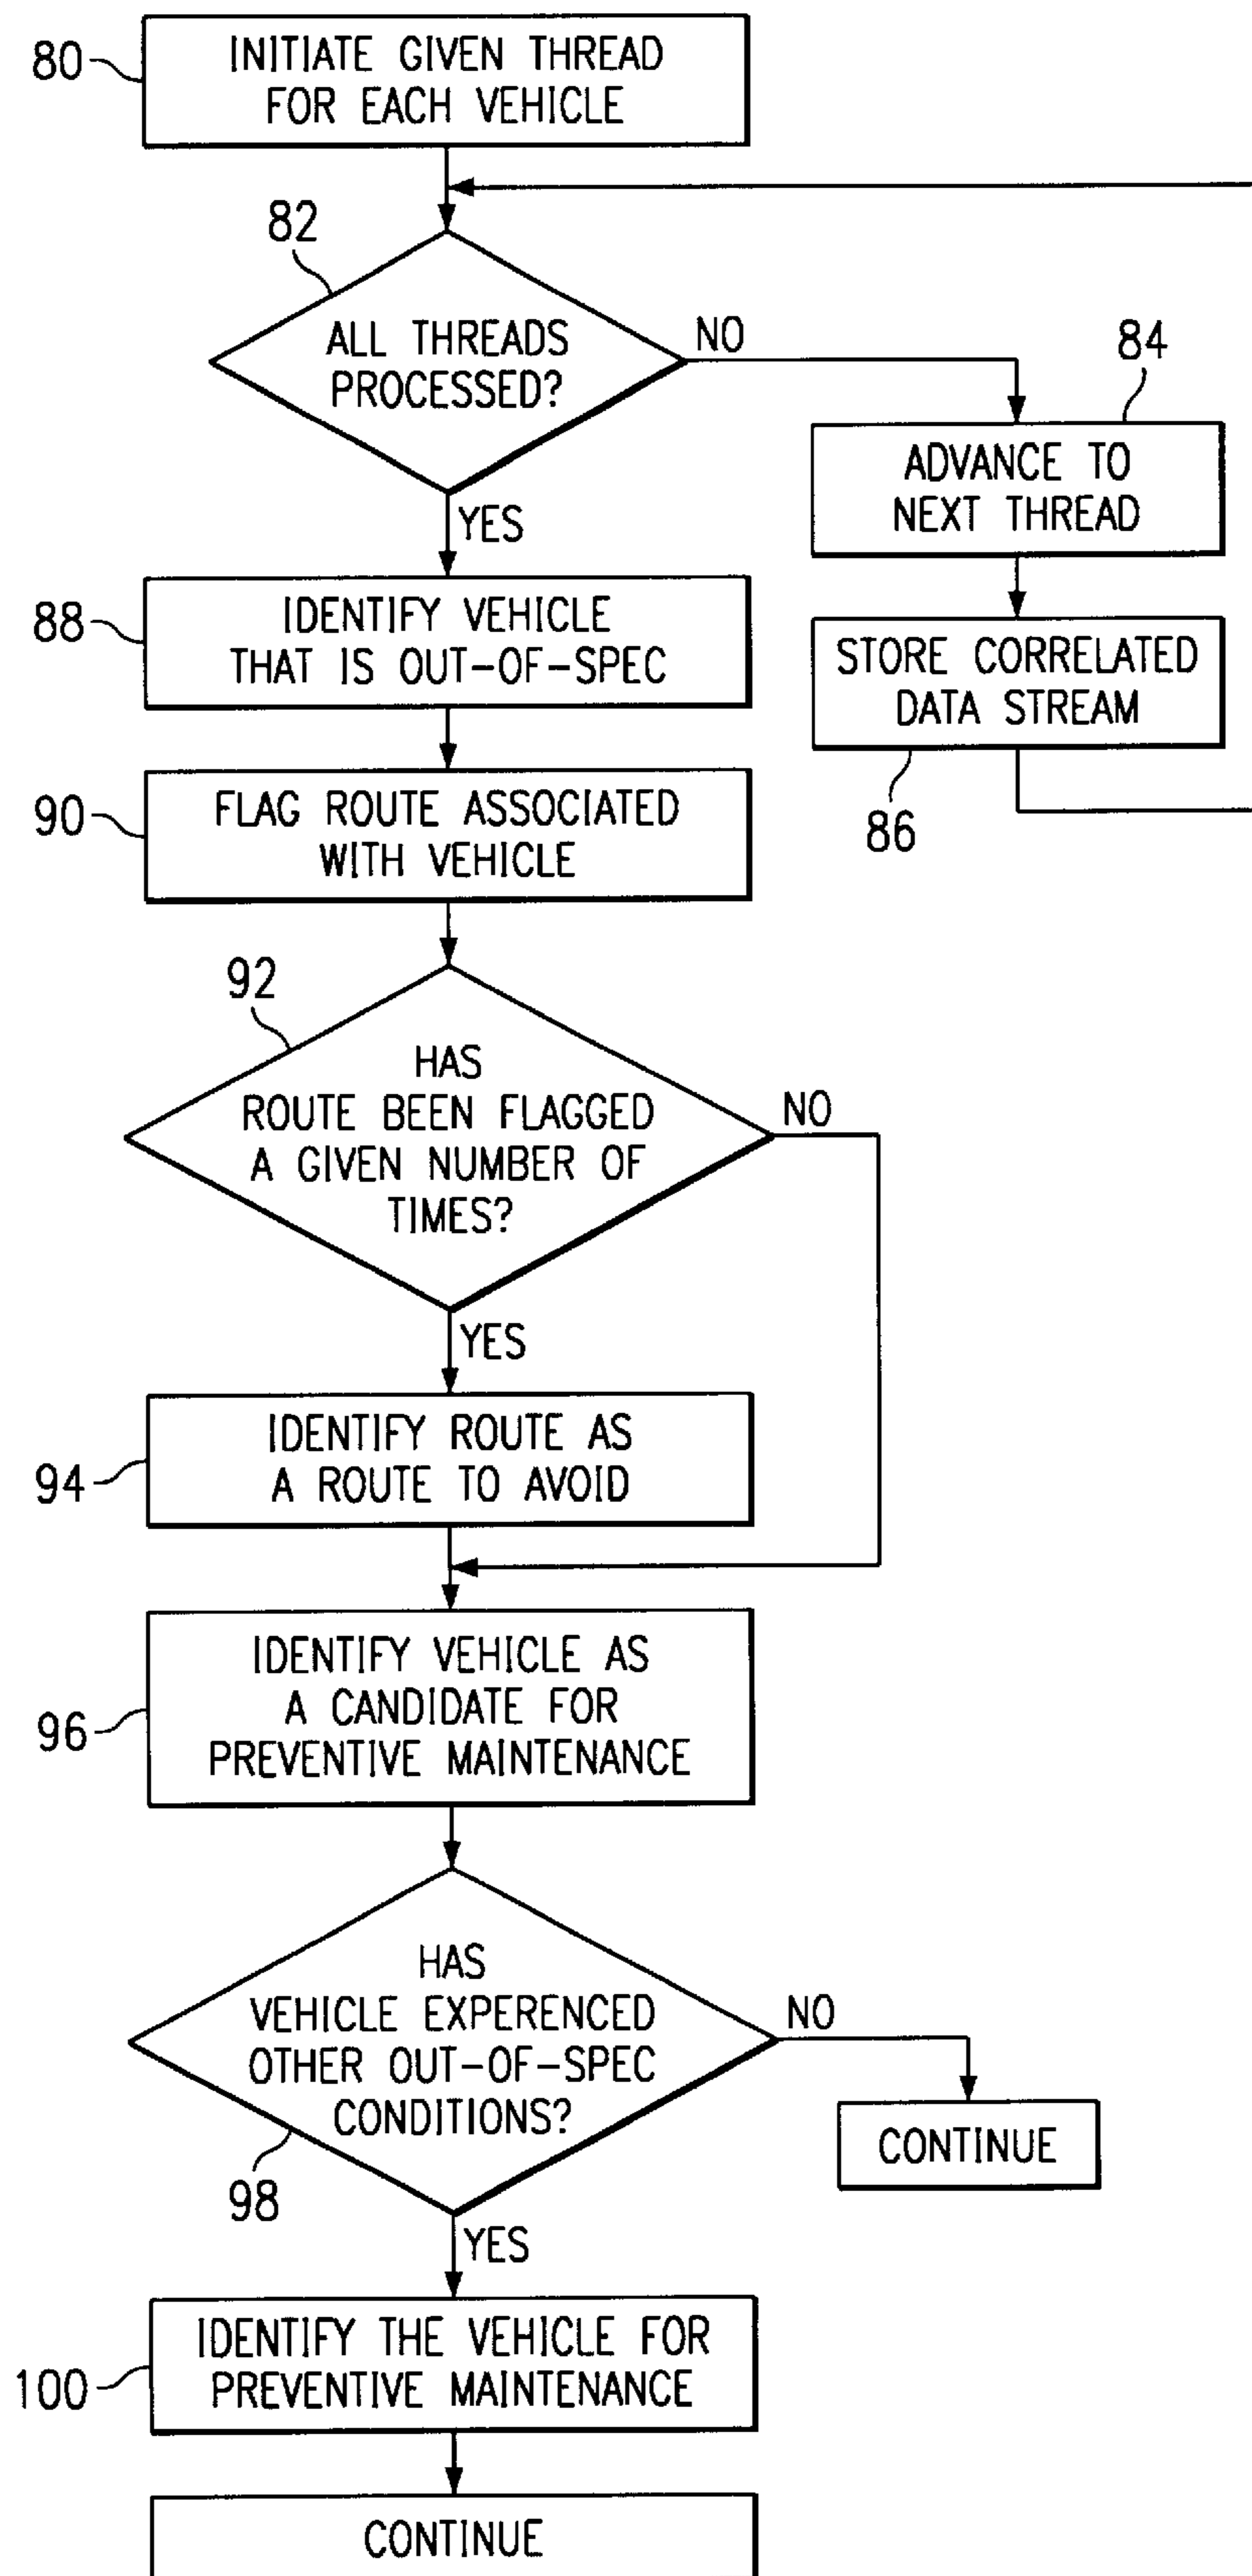 80
INITIATE GIVEN THREAD
FOR EACH VEHICLE
82
ALL THREADS
PROCESSED?
NO
YES
84
ADVANCE TO
NEXT THREAD
STORE CORRELATED
DATA STREAM
86
88
IDENTIFY VEHICLE
THAT IS OUT-OF-SPEC
90
FLAG ROUTE ASSOCIATED
WITH VEHICLE
92
HAS
ROUTE BEEN FLAGGED
A GIVEN NUMBER OF
TIMES?
NO
YES
94
IDENTIFY ROUTE AS
A ROUTE TO AVOID
96
IDENTIFY VEHICLE AS
A CANDIDATE FOR
PREVENTIVE MAINTENANCE
HAS
VEHICLE EXPERENCED
OTHER OUT-OF-SPEC
CONDITIONS?
98
NO
CONTINUE
YES
100
IDENTIFY THE VEHICLE FOR
PREVENTIVE MAINTENANCE
CONTINUE